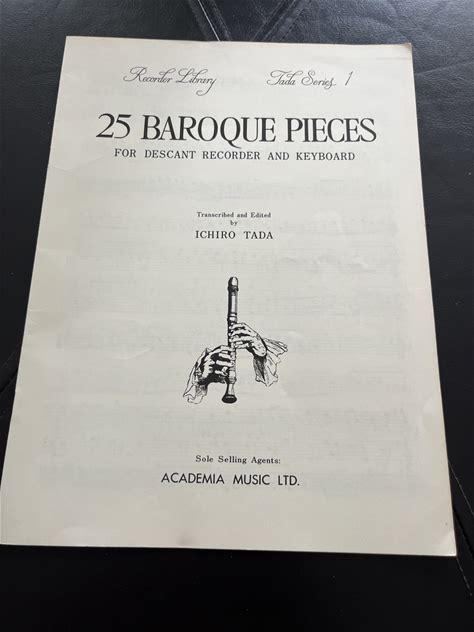 Recorder Library Tada Series 1
25 BAROQUE PIECES
FOR DESCANT RECORDER AND KEYBOARD
Transcribed and Edited
by
ICHIRO TADA
Sole Selling Agents:
ACADEMIA MUSIC LTD.